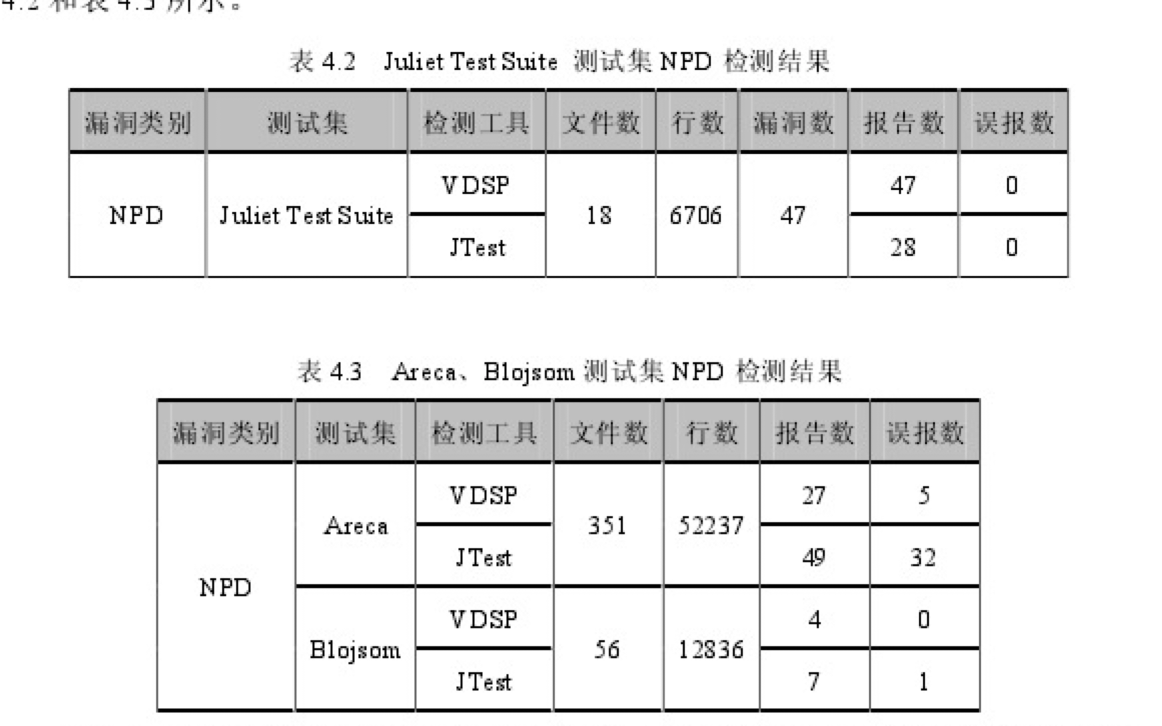 4.2 和表 4.3 所示。
表 4.2 Juliet Test Suite 测试集 NPD 检测结果
漏洞类别 测试集 检测工具 文件数 行数 漏洞数 报告数 误报数
NPD Juliet Test Suite VDSP 18 6706 47 47 0
JTest 28 0
表 4.3 Areca、Blojsom 测试集 NPD 检测结果
漏洞类别 测试集 检测工具 文件数 行数 报告数 误报数
NPD Areca VDSP 351 52237 27 5
JTest 49 32
Blojsom VDSP 56 12836 4 0
JTest 7 1